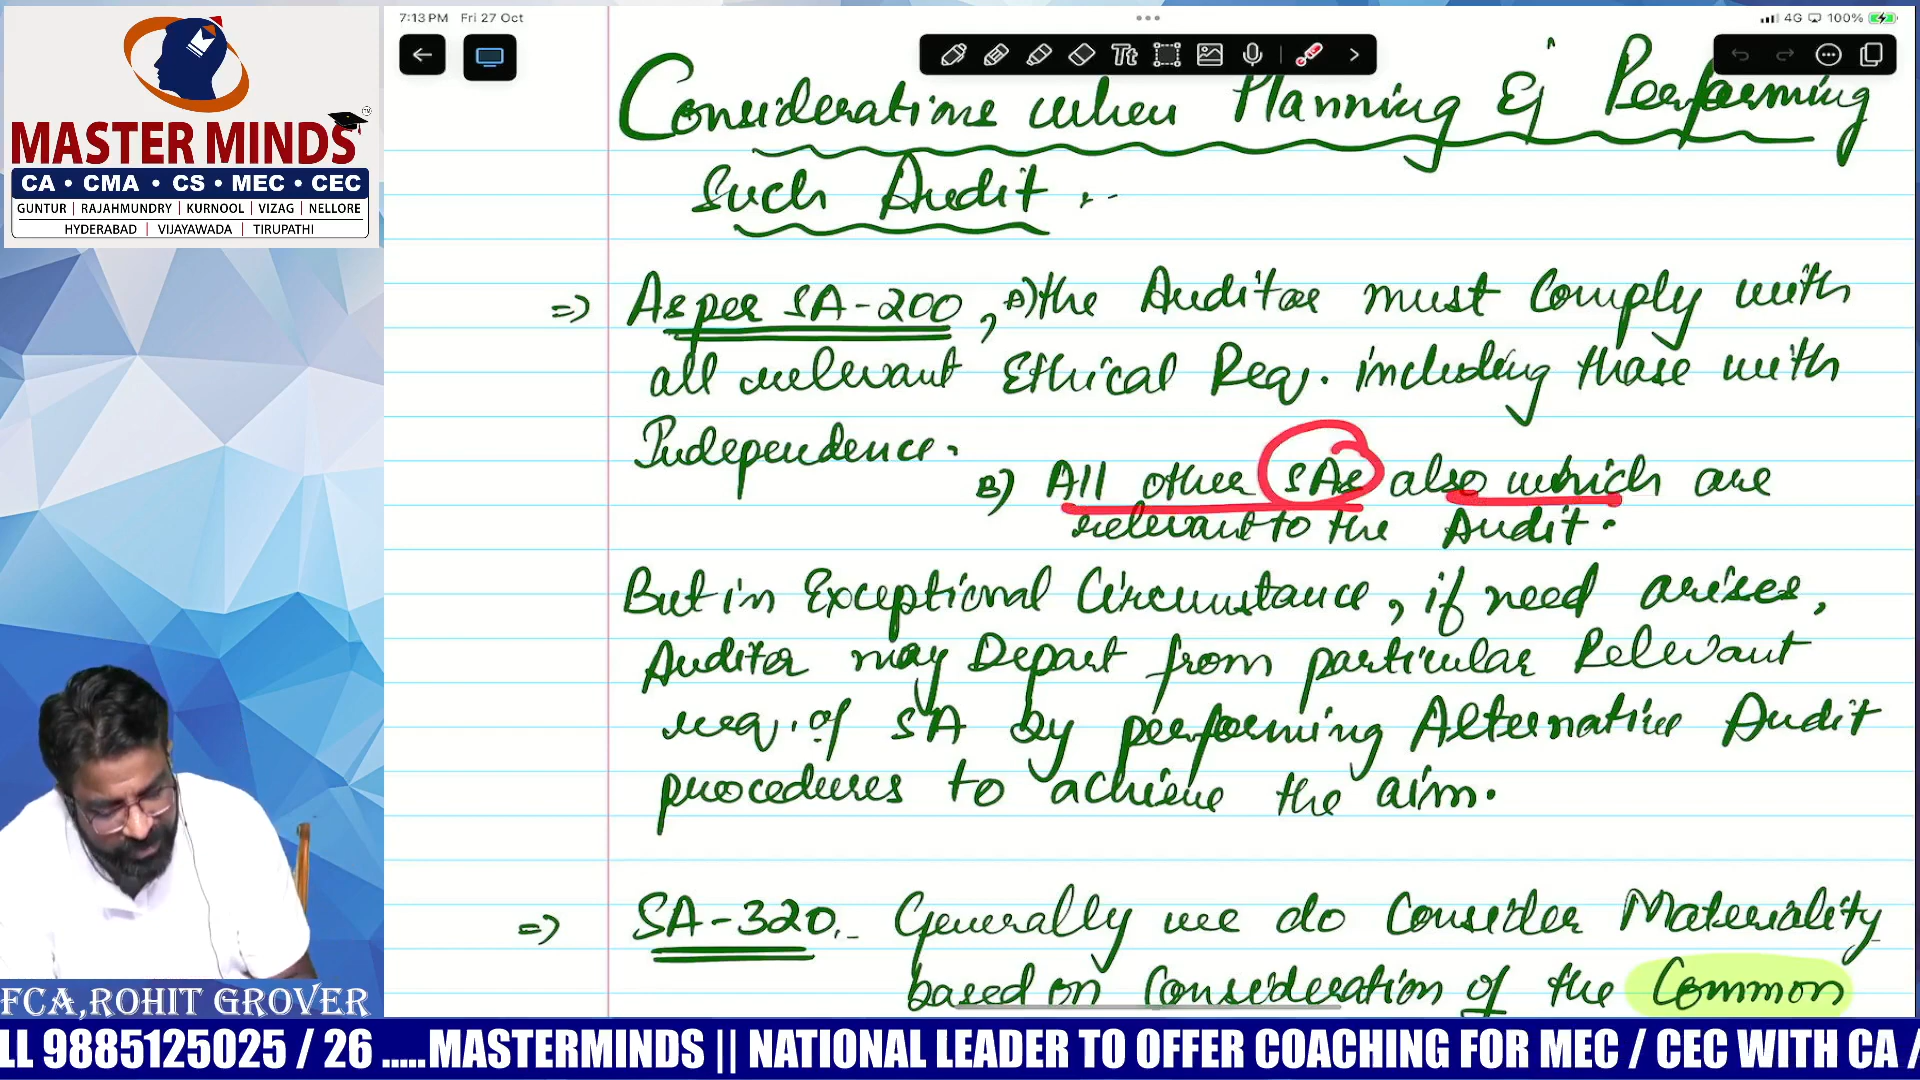 7:13 PM Fri 27 Oct
4G 100%
MASTER MINDS
TM
CA • CMA • CS • MEC • CEC
GUNTUR | RAJAHMUNDRY | KURNOOL | VIZAG | NELLORE
HYDERABAD | VIJAYAWADA | TIRUPATHI
Tt
Considerations when Planning & Performing
Such Audit :-
=> As per SA-200, A) the Auditor must Comply with
all relevant Ethical Req. including those with
Independence.
B) All other SAs also which are
relevant to the Audit.
But in Exceptional Circumstance, if need arises,
Auditor may Depart from particular Relevant
req. of SA by performing Alternative Audit
procedures to achieve the aim.
=> SA-320.- Generally we do Consider Materiality
based on Consideration of the Common
FCA,ROHIT GROVER
LL 9885125025 / 26 .....MASTERMINDS || NATIONAL LEADER TO OFFER COACHING FOR MEC / CEC WITH CA /